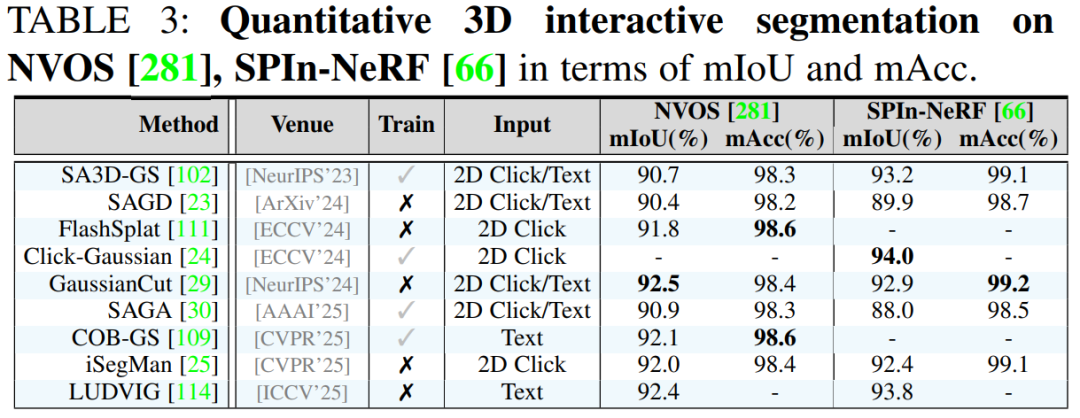 TABLE 3: Quantitative 3D interactive segmentation on
NVOS [281], SPIn-NeRF [66] in terms of mIoU and mAcc.
Method Venue Train Input NVOS [281] SPIn-NeRF [66]
mIoU(%) mAcc(%) mIoU(%) mAcc(%)
SA3D-GS [102] [NeurIPS'23] ✓ 2D Click/Text 90.7 98.3 93.2 99.1
SAGD [23] [ArXiv'24] ✗ 2D Click/Text 90.4 98.2 89.9 98.7
FlashSplat [111] [ECCV'24] ✗ 2D Click 91.8 98.6 - -
Click-Gaussian [24] [ECCV'24] ✓ 2D Click - - 94.0 -
GaussianCut [29] [NeurIPS'24] ✗ 2D Click/Text 92.5 98.4 92.9 99.2
SAGA [30] [AAAI'25] ✓ 2D Click/Text 90.9 98.3 88.0 98.5
COB-GS [109] [CVPR'25] ✓ Text 92.1 98.6 - -
iSegMan [25] [CVPR'25] ✗ 2D Click 92.0 98.4 92.4 99.1
LUDVIG [114] [ICCV'25] ✗ Text 92.4 - 93.8 -